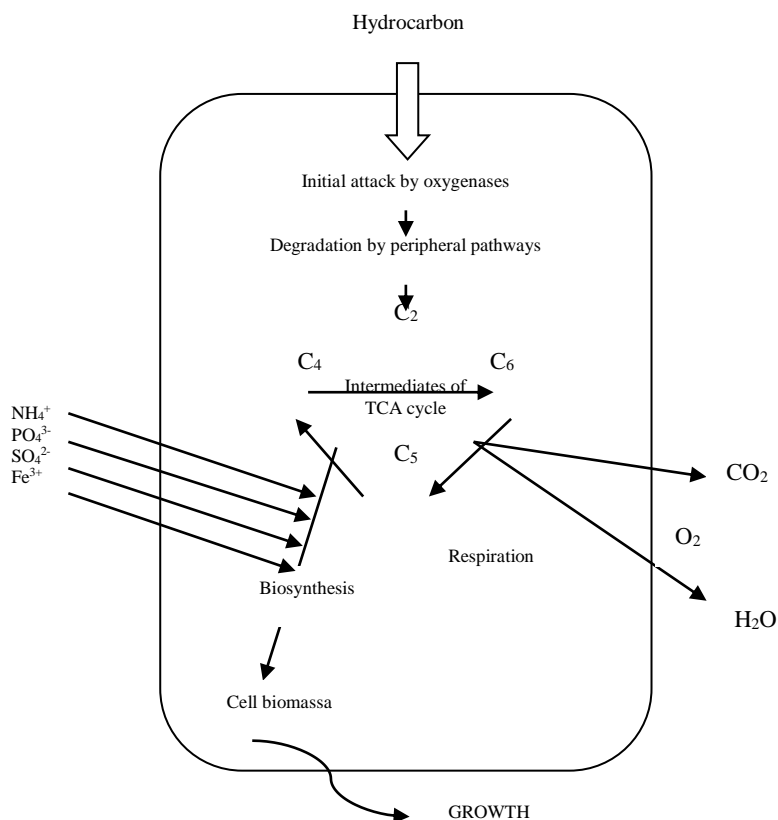 Hydrocarbon
Initial attack by oxygenases
Degradation by peripheral pathways
C₂
C₄
C₆
Intermediates of
TCA cycle
C₅
NH₄⁺
PO₄³⁻
SO₄²⁻
Fe³⁺
CO₂
O₂
Respiration
H₂O
Biosynthesis
Cell biomassa
GROWTH